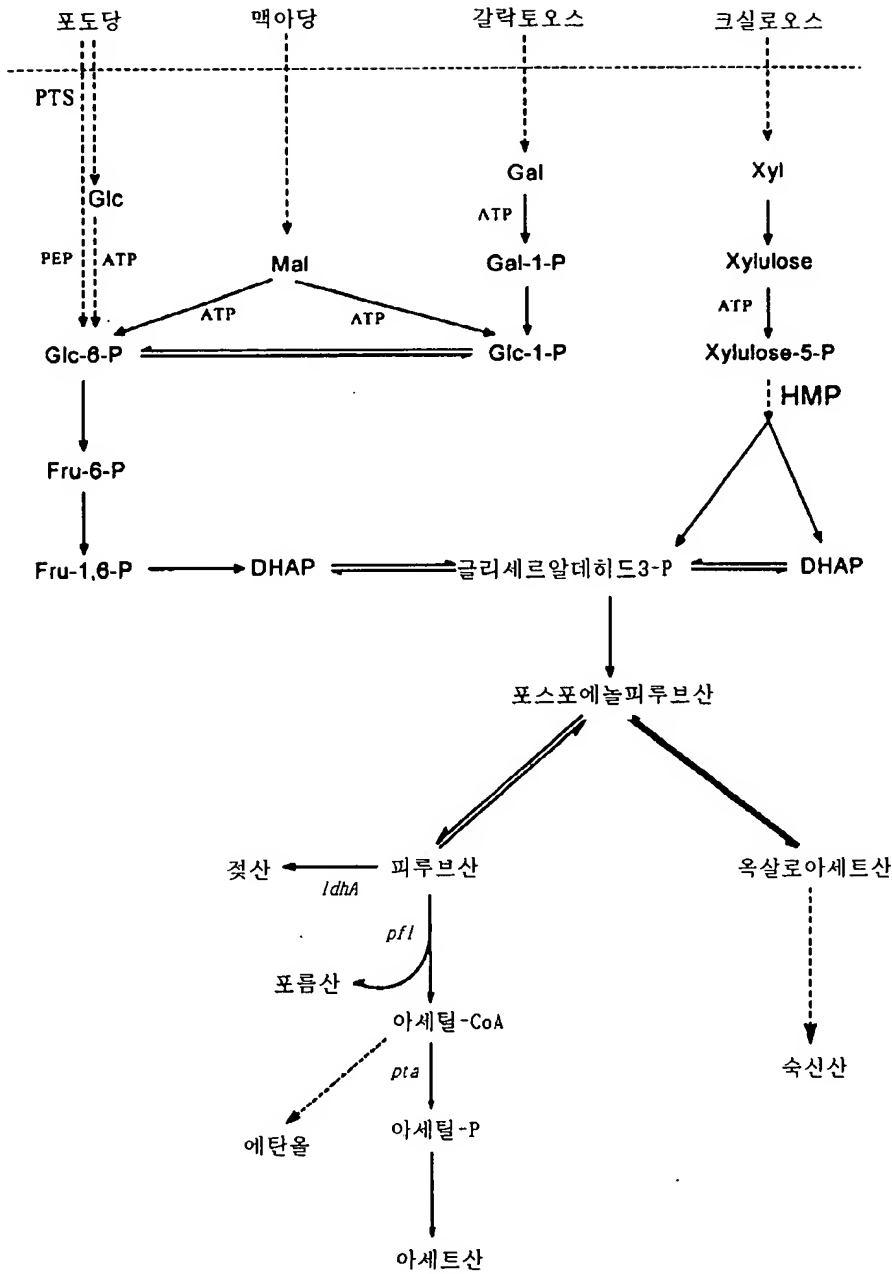 포도당 맥아당 갈락토오스 크실로오스
PTS
Gal Xyl
Glc
ATP
PEP ATP Mal Gal-1-P Xylulose
ATP ATP ATP
Glc-6-P Glc-1-P Xylulose-5-P
HMP
Fru-6-P
Fru-1,6-P DHAP 글리세르알데히드3-P DHAP
포스포에놀피루브산
젖산 피루브산 옥살로아세트산
ldhA
pfl
포름산
아세틸-CoA
pta 숙신산
에탄올 아세틸-P
아세트산